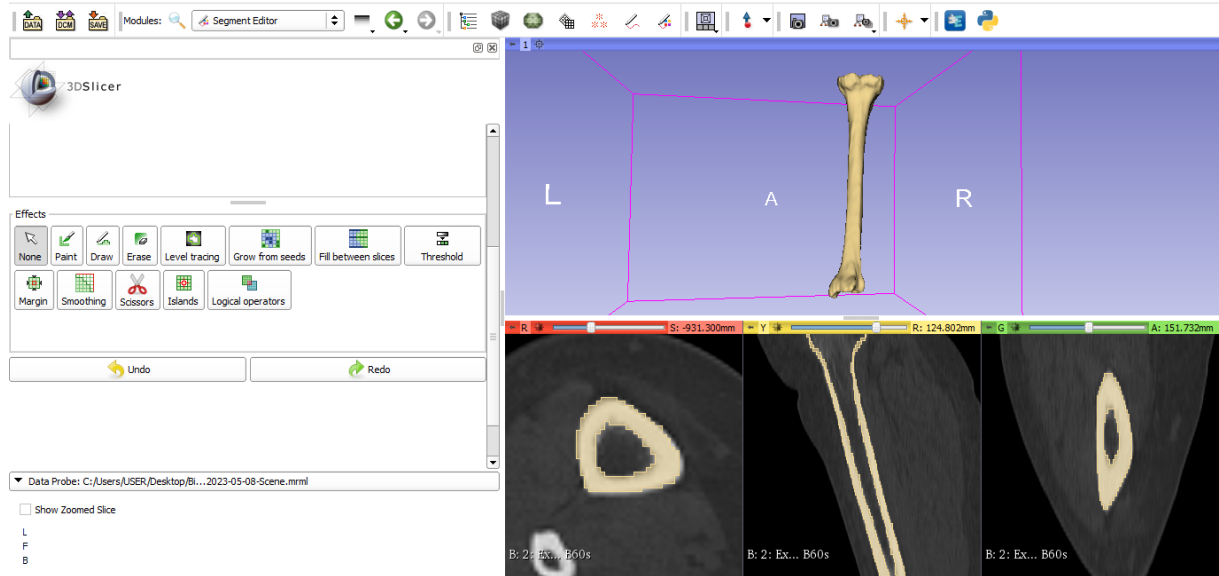 DATA DCM SAVE Modules: Segment Editor
3DSlicer
1
L A R
Effects
None Paint Draw Erase Level tracing Grow from seeds Fill between slices Threshold
Margin Smoothing Scissors Islands Logical operators
Undo Redo
R S: -931.300mm Y R: 124.802mm G A: 151.732mm
B: 2: Ex... B60s B: 2: Ex... B60s B: 2: Ex... B60s
Data Probe: C:/Users/USER/Desktop/Bi...2023-05-08-Scene.mrml
Show Zoomed Slice
L
F
B